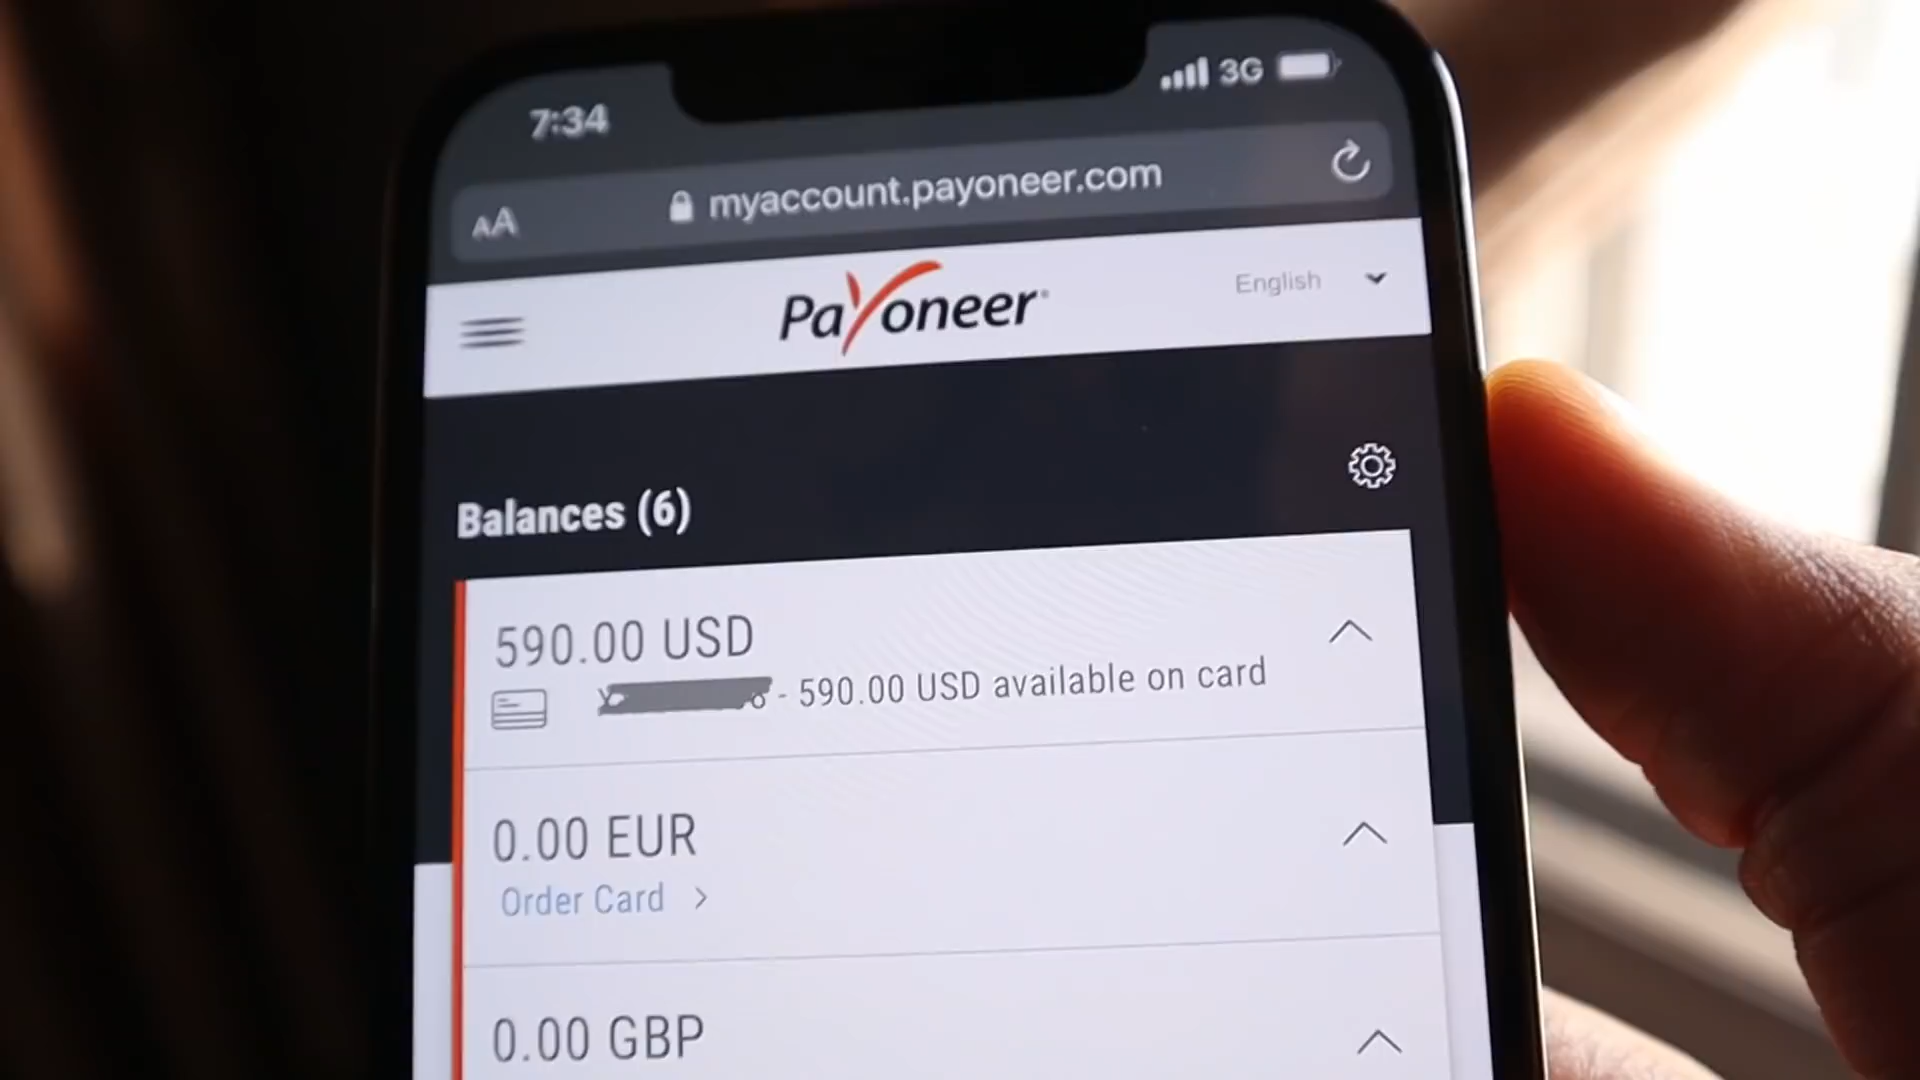 7:34
3G
AA
myaccount.payoneer.com
Payoneer
English
Balances (6)
590.00 USD
- 590.00 USD available on card
0.00 EUR
Order Card >
0.00 GBP